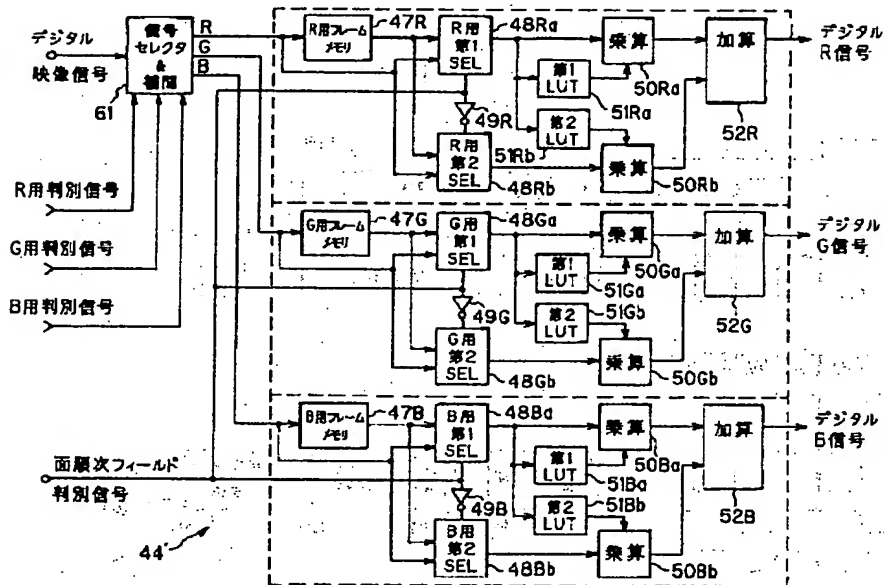 デジタル
映像信号
信号
セレクタ
&
補間
61
R
G
B
R用判別信号
G用判別信号
B用判別信号
面順次フィールド
判別信号
44'
R用フレーム
メモリ
47R
R用
第1
SEL
48Ra
49R
R用
第2
SEL
48Rb
第1
LUT
51Ra
第2
LUT
51Rb
乗算
50Ra
乗算
50Rb
加算
52R
デジタル
R信号
G用フレーム
メモリ
47G
G用
第1
SEL
48Ga
49G
G用
第2
SEL
48Gb
第1
LUT
51Ga
第2
LUT
51Gb
乗算
50Ga
乗算
50Gb
加算
52G
デジタル
G信号
B用フレーム
メモリ
47B
B用
第1
SEL
48Ba
49B
B用
第2
SEL
48Bb
第1
LUT
51Ba
第2
LUT
51Bb
乗算
50Ba
乗算
50Bb
加算
52B
デジタル
B信号